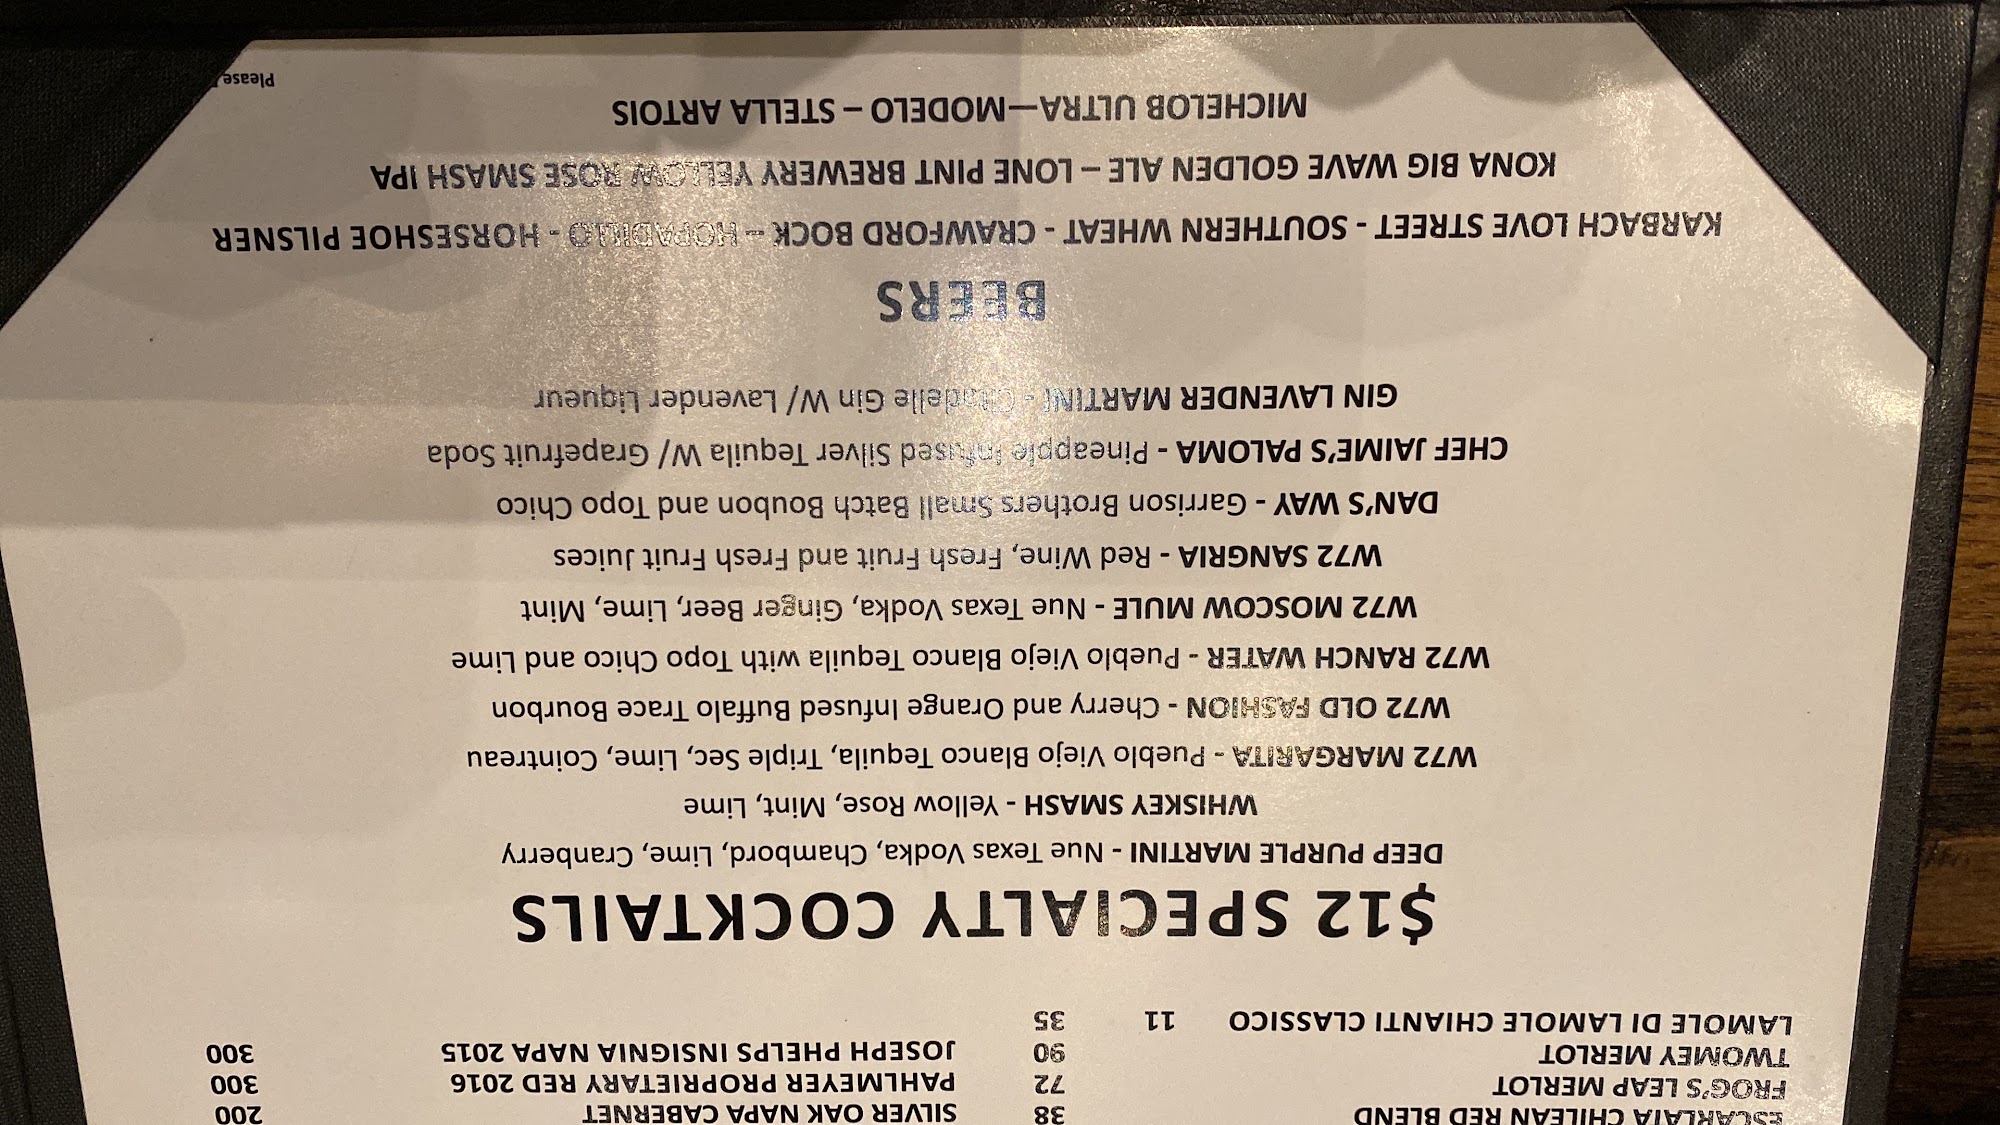 ESCARLATA CHILEAN RED BLEND 38 SILVER OAK NAPA CABERNET 200
FROG'S LEAP MERLOT 72 PAHLMEYER PROPRIETARY RED 2016 300
TWOMEY MERLOT 90 JOSEPH PHELPS INSIGNIA NAPA 2015 300
LAMOLE DI LAMOLE CHIANTI CLASSICO 11 35
$12 SPECIALTY COCKTAILS
DEEP PURPLE MARTINI - Nue Texas Vodka, Chambord, Lime, Cranberry
WHISKEY SMASH - Yellow Rose, Mint, Lime
W72 MARGARITA - Pueblo Viejo Blanco Tequila, Triple Sec, Lime, Cointreau
W72 OLD FASHION - Cherry and Orange Infused Buffalo Trace Bourbon
W72 RANCH WATER - Pueblo Viejo Blanco Tequila with Topo Chico and Lime
W72 MOSCOW MULE - Nue Texas Vodka, Ginger Beer, Lime, Mint
W72 SANGRIA - Red Wine, Fresh Fruit and Fresh Fruit Juices
DAN'S WAY - Garrison Brothers Small Batch Boubon and Topo Chico
CHEF JAIME'S PALOMA - Pineapple Infused Silver Tequila W/ Grapefruit Soda
GIN LAVENDER MARTINI - Citadelle Gin W/ Lavender Liqueur
BEERS
KARBACH LOVE STREET - SOUTHERN WHEAT - CRAWFORD BOCK – HOPADILLO - HORSESHOE PILSNER
KONA BIG WAVE GOLDEN ALE – LONE PINT BREWERY YELLOW ROSE SMASH IPA
MICHELOB ULTRA—MODELO – STELLA ARTOIS
Please